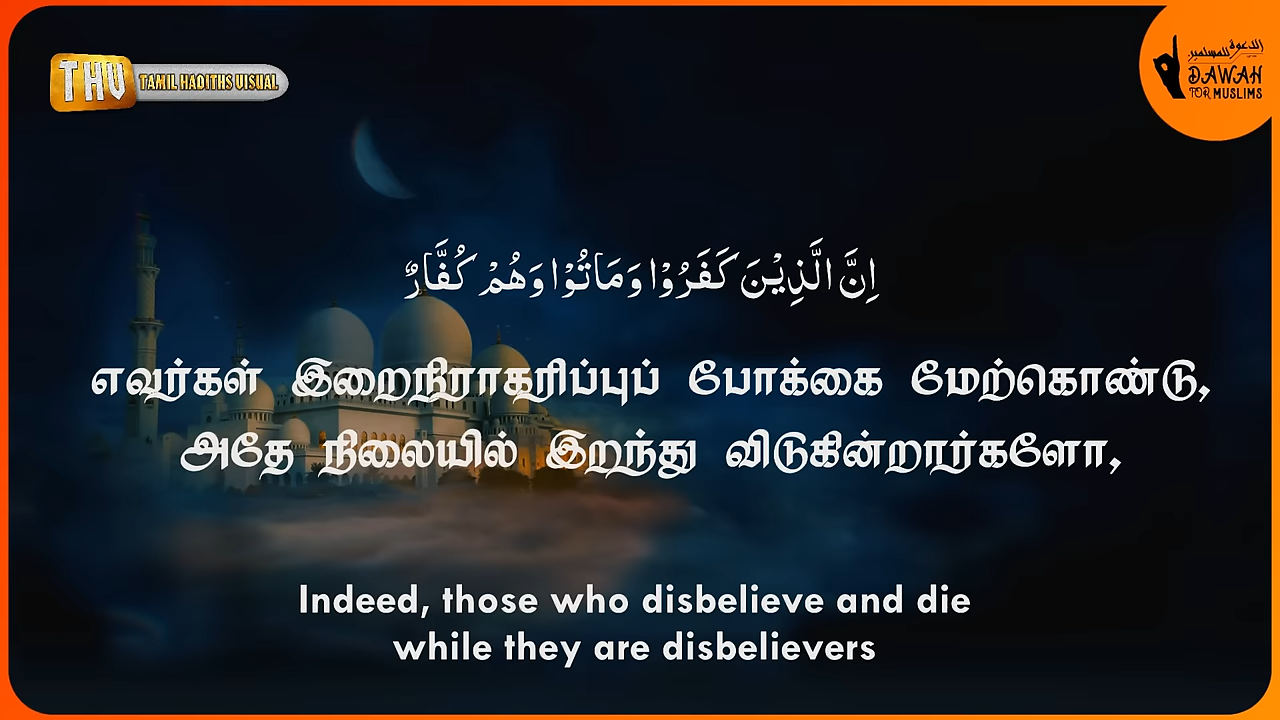 THV
TAMIL HADITHS VISUAL
الدعوة للمسلمين
DAWAH
FOR MUSLIMS
اِنَّ الَّذِيْنَ كَفَرُوْا وَمَاتُوْا وَهُمْ كُفَّارٌ
எவர்கள் இறைநிராகரிப்புப் போக்கை மேற்கொண்டு,
அதே நிலையில் இறந்து விடுகின்றார்களோ,
Indeed, those who disbelieve and die
while they are disbelievers